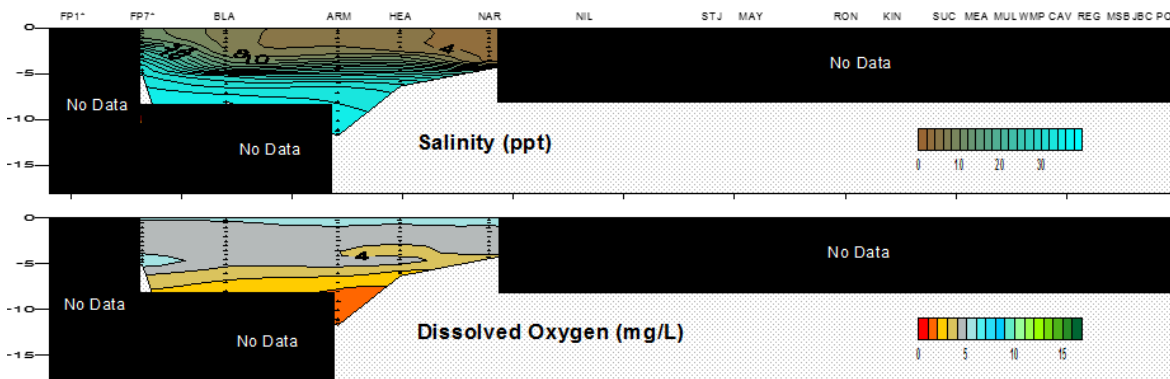 FP1* FP7* BLA ARM HEA NAR NIL STJ MAY RON KIN SUC MEA MUL WMP CAV REG MSB JBC PO
0
-5
-10
-15
4
10
No Data
No Data
No Data
Salinity (ppt)
0 10 20 30
0
-5
-10
-15
4
No Data
No Data
No Data
Dissolved Oxygen (mg/L)
0 5 10 15